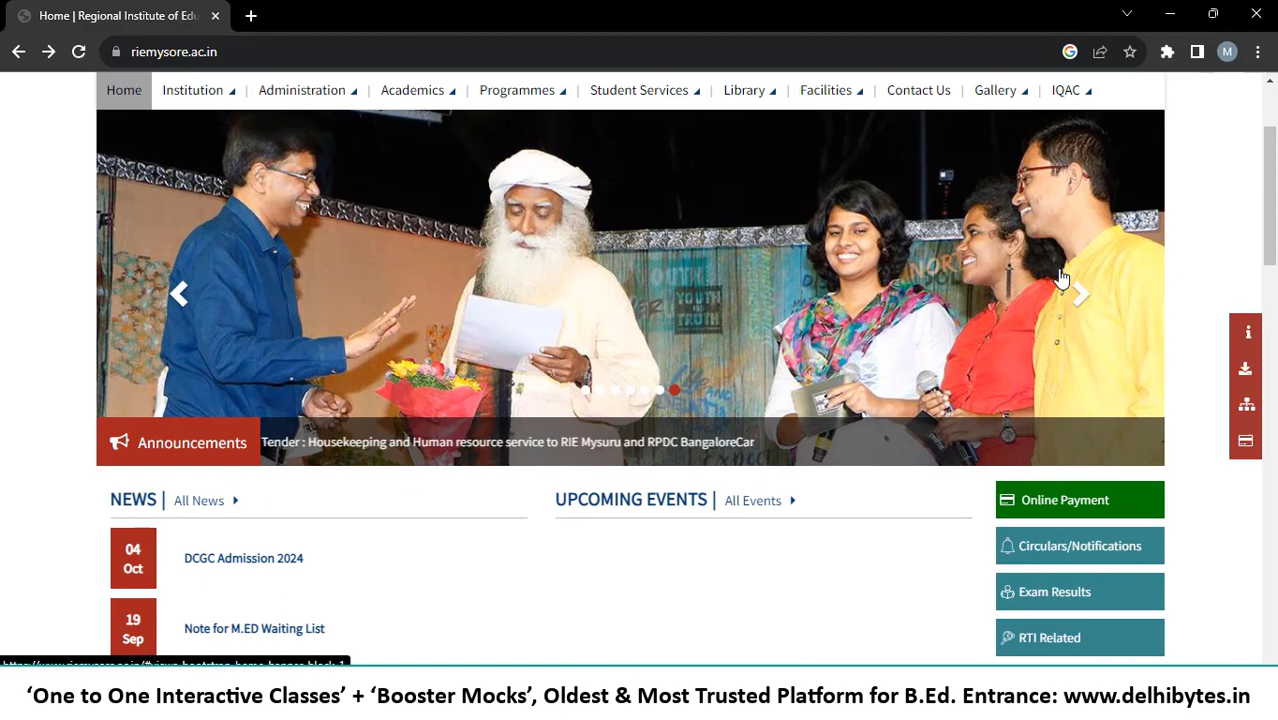 Home | Regional Institute of Edu
riemysore.ac.in
M
Home Institution Administration Academics Programmes Student Services Library Facilities Contact Us Gallery IQAC
YOUTH
AND
TRUTH
Announcements Tender : Housekeeping and Human resource service to RIE Mysuru and RPDC BangaloreCar
NEWS | All News
UPCOMING EVENTS | All Events
04
Oct
DCGC Admission 2024
19
Sep
Note for M.ED Waiting List
Online Payment
Circulars/Notifications
Exam Results
RTI Related
‘One to One Interactive Classes’ + ‘Booster Mocks’, Oldest & Most Trusted Platform for B.Ed. Entrance: www.delhibytes.in